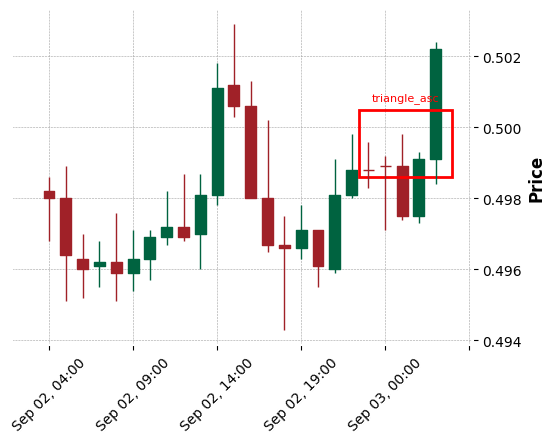 triangle_asc
0.502
0.500
0.498
0.496
0.494
Price
Sep 02, 04:00
Sep 02, 09:00
Sep 02, 14:00
Sep 02, 19:00
Sep 03, 00:00